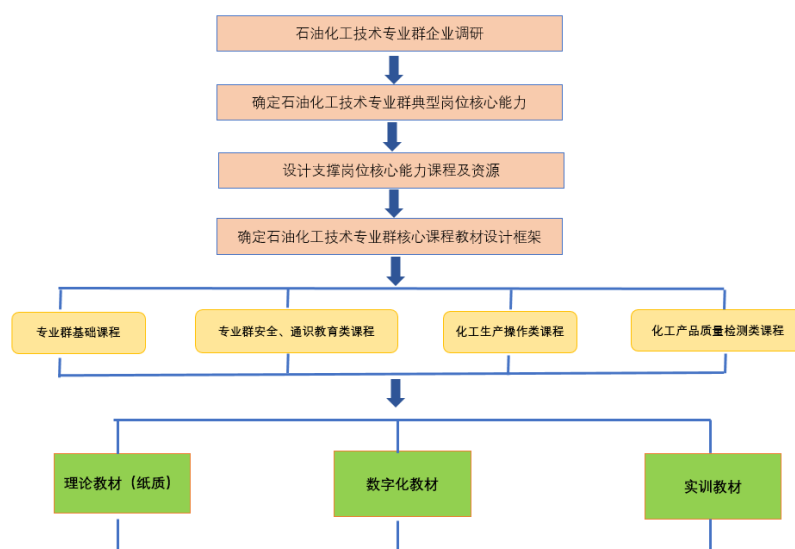 石油化工技术专业群企业调研
确定石油化工技术专业群典型岗位核心能力
设计支撑岗位核心能力课程及资源
确定石油化工技术专业群核心课程教材设计框架
专业群基础课程
专业群安全、通识教育类课程
化工生产操作类课程
化工产品质量检测类课程
理论教材（纸质）
数字化教材
实训教材